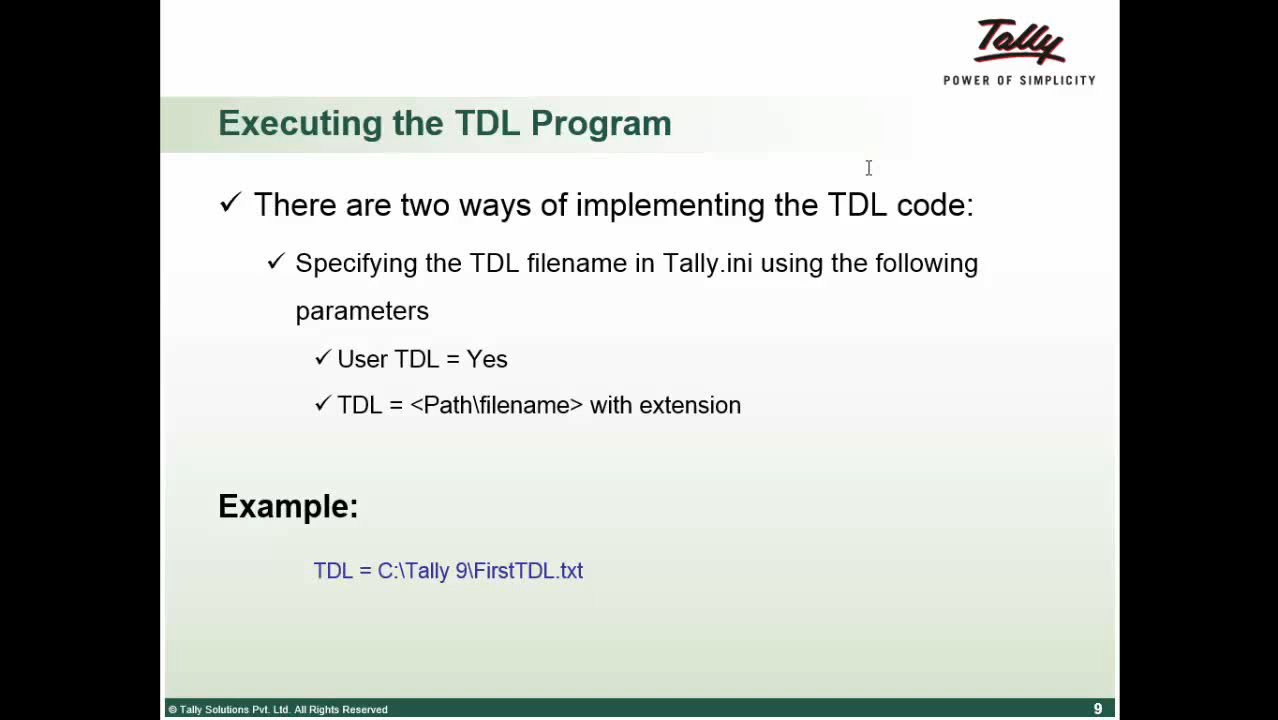 Tally
POWER OF SIMPLICITY
Executing the TDL Program
There are two ways of implementing the TDL code:
Specifying the TDL filename in Tally.ini using the following
parameters
User TDL = Yes
TDL = <Path\filename> with extension
Example:
TDL = C:\Tally 9\FirstTDL.txt
© Tally Solutions Pvt. Ltd. All Rights Reserved
9